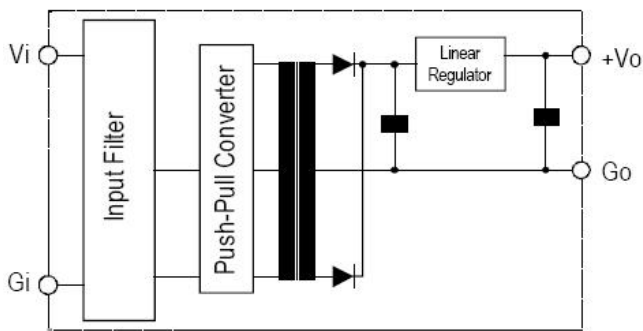 Vi
Gi
Input Filter
Push-Pull Converter
Linear
Regulator
+Vo
Go